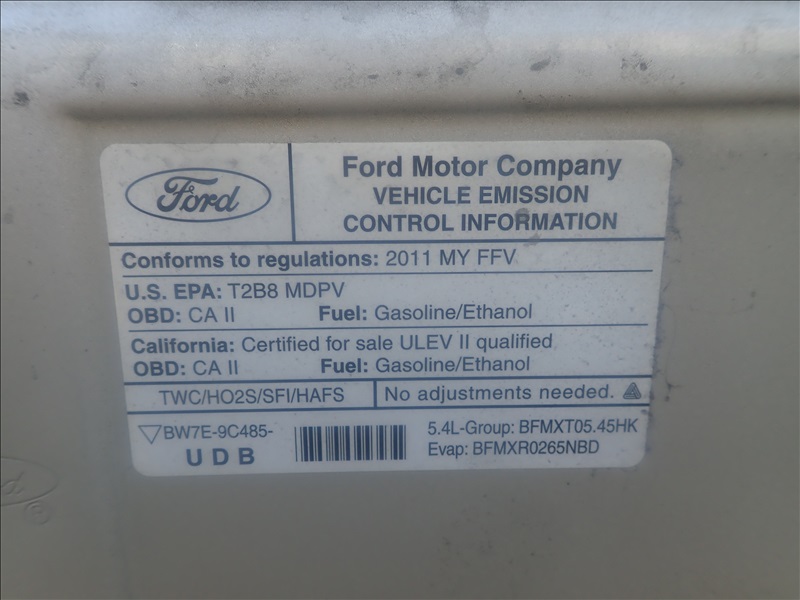 Ford
Ford Motor Company
VEHICLE EMISSION
CONTROL INFORMATION
Conforms to regulations: 2011 MY FFV
U.S. EPA: T2B8 MDPV
OBD: CA II Fuel: Gasoline/Ethanol
California: Certified for sale ULEV II qualified
OBD: CA II Fuel: Gasoline/Ethanol
TWC/HO2S/SFI/HAFS No adjustments needed.
BW7E-9C485-
UDB
5.4L-Group: BFMXT05.45HK
Evap: BFMXR0265NBD